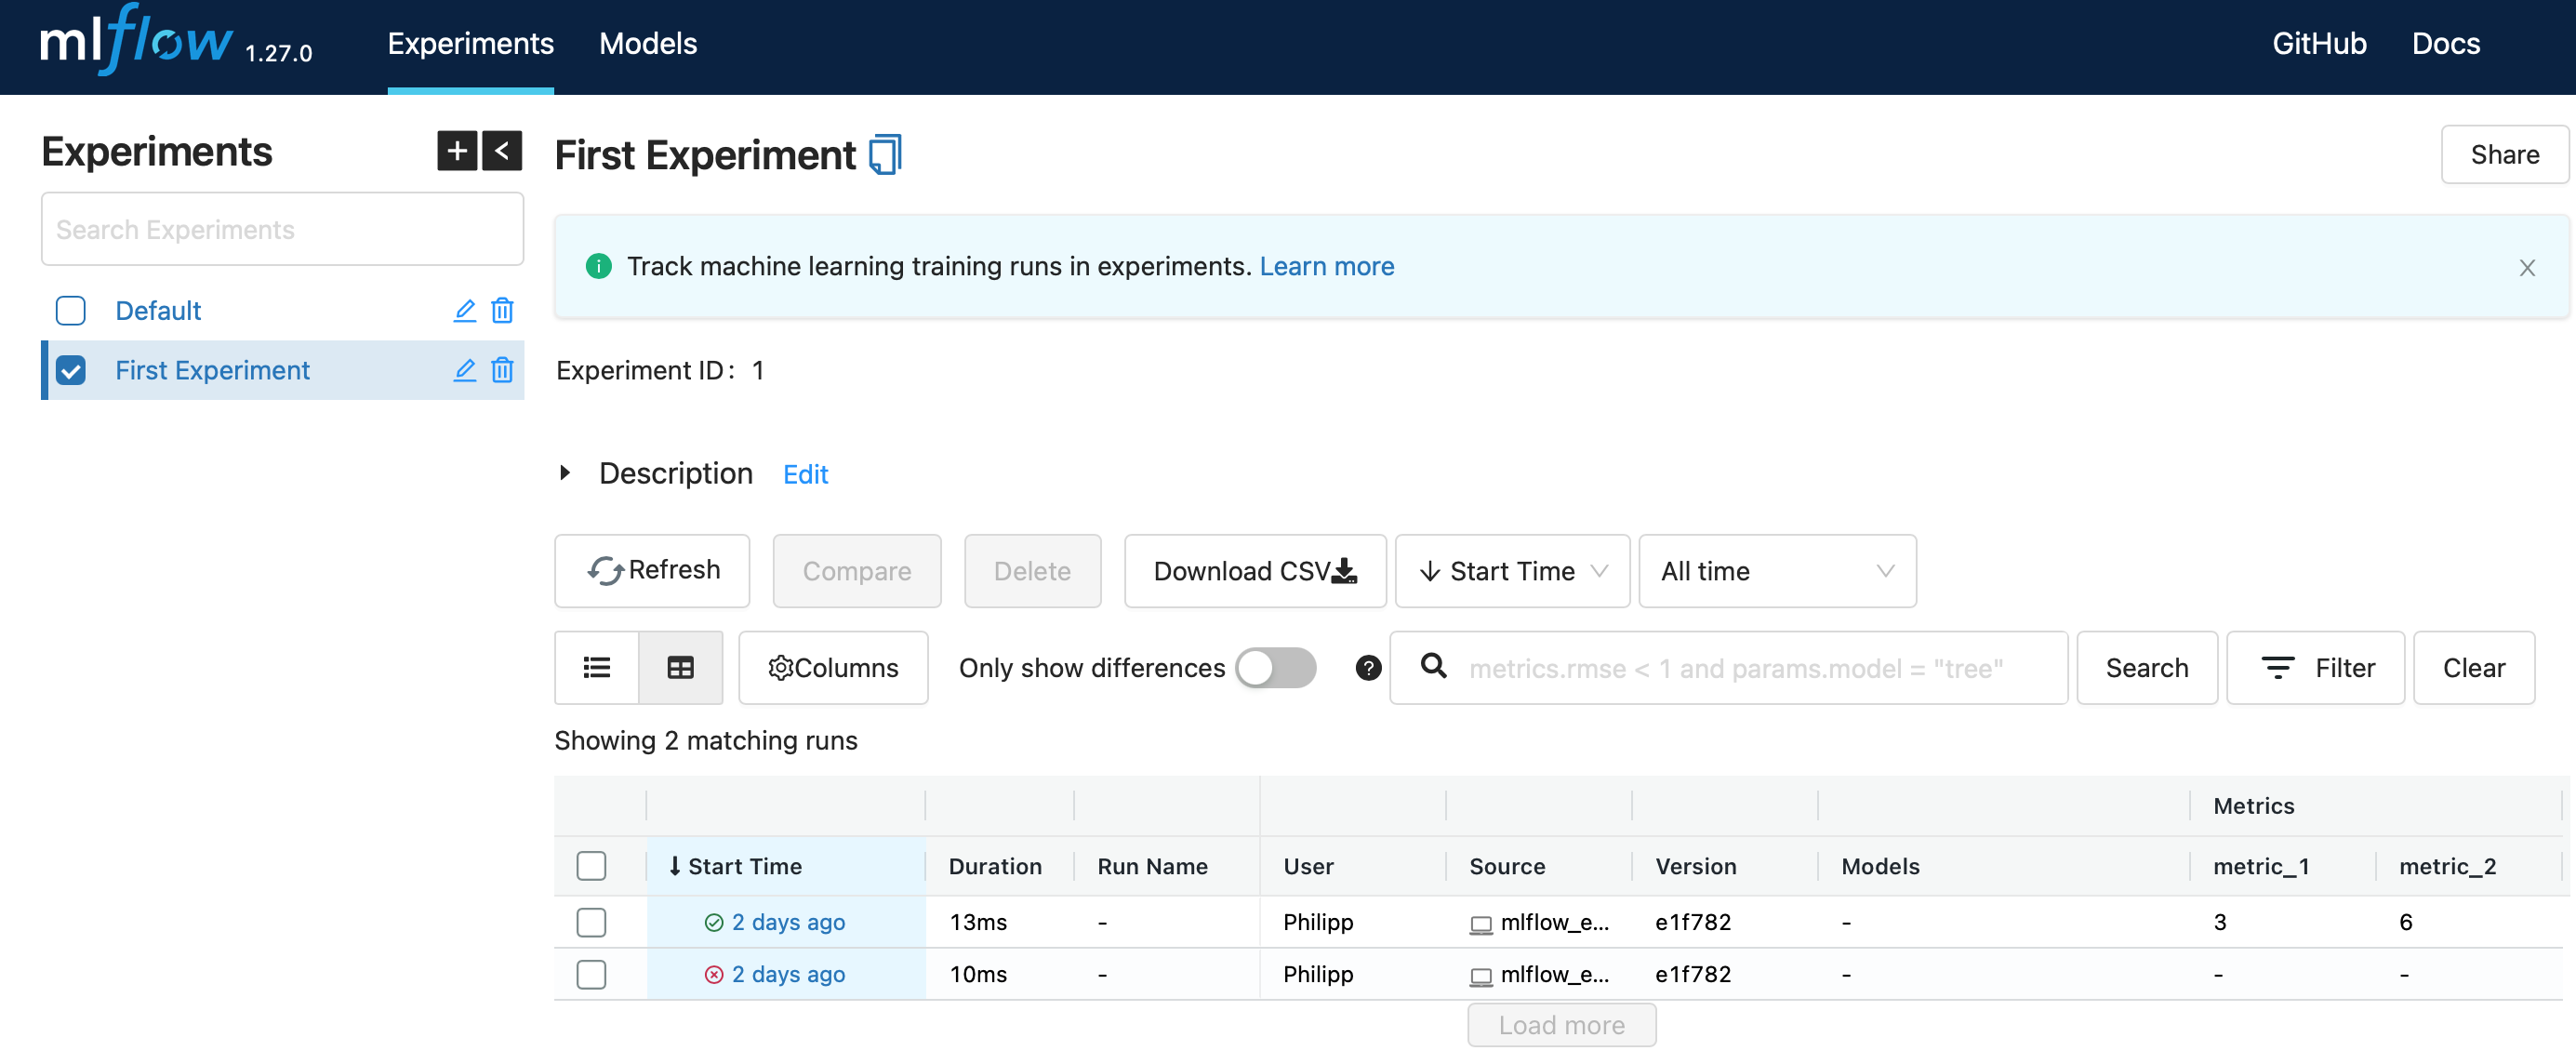 mlflow 1.27.0 Experiments Models GitHub Docs
Experiments
Search Experiments
Default
First Experiment
First Experiment
Share
Track machine learning training runs in experiments. Learn more
Experiment ID: 1
Description Edit
Refresh Compare Delete Download CSV Start Time All time
Columns Only show differences metrics.rmse < 1 and params.model = "tree" Search Filter Clear
Showing 2 matching runs
Metrics
Start Time Duration Run Name User Source Version Models metric_1 metric_2
2 days ago 13ms - Philipp mlflow_e... e1f782 - 3 6
2 days ago 10ms - Philipp mlflow_e... e1f782 - - -
Load more